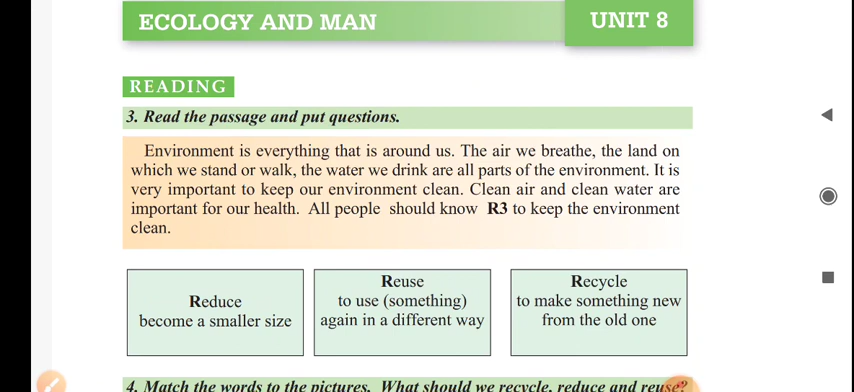 ECOLOGY AND MAN
UNIT 8
READING
3. Read the passage and put questions.
Environment is everything that is around us. The air we breathe, the land on
which we stand or walk, the water we drink are all parts of the environment. It is
very important to keep our environment clean. Clean air and clean water are
important for our health. All people should know R3 to keep the environment
clean.
Reduce
become a smaller size
Reuse
to use (something)
again in a different way
Recycle
to make something new
from the old one
4. Match the words to the pictures. What should we recycle, reduce and reuse?